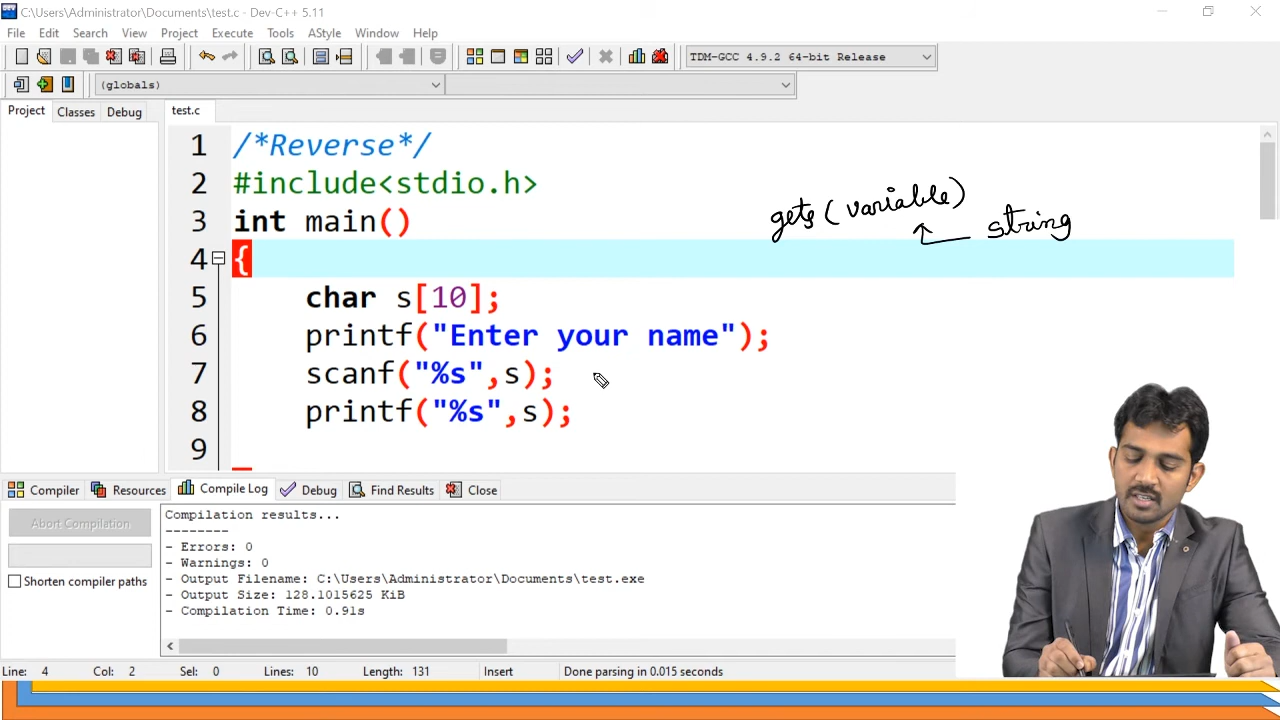 C:\Users\Administrator\Documents\test.c - Dev-C++ 5.11
File Edit Search View Project Execute Tools AStyle Window Help
TDM-GCC 4.9.2 64-bit Release
(globals)
Project Classes Debug test.c
1 /*Reverse*/
2 #include<stdio.h>
3 int main()
gets(variable)
string
4 {
5 char s[10];
6 printf("Enter your name");
7 scanf("%s",s);
8 printf("%s",s);
9
Compiler Resources Compile Log Debug Find Results Close
Abort Compilation
Shorten compiler paths
Compilation results...
--------
- Errors: 0
- Warnings: 0
- Output Filename: C:\Users\Administrator\Documents\test.exe
- Output Size: 128.1015625 KiB
- Compilation Time: 0.91s
Line: 4 Col: 2 Sel: 0 Lines: 10 Length: 131 Insert Done parsing in 0.015 seconds